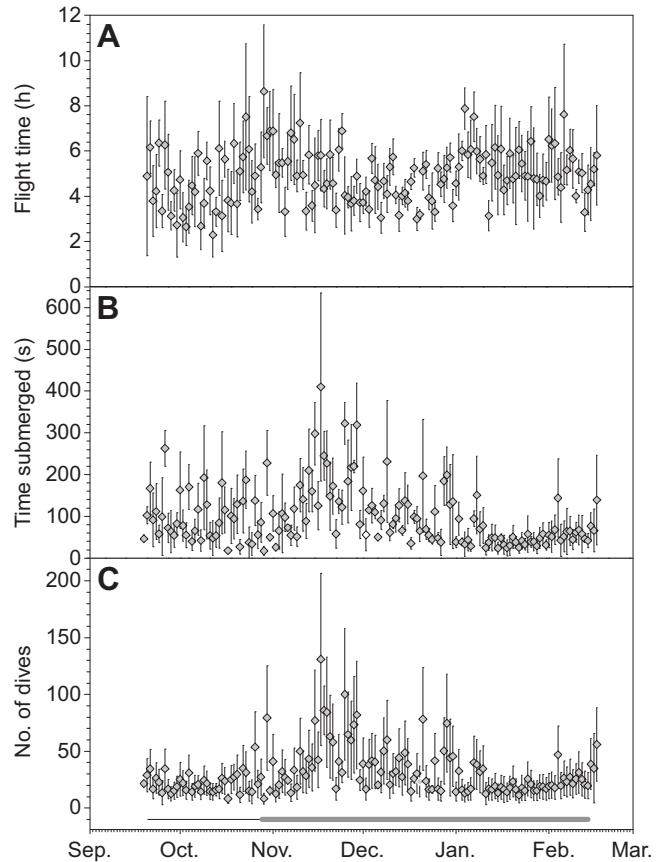 A
Flight time (h)
12
10
8
6
4
2
0
B
Time submerged (s)
600
500
400
300
200
100
0
C
No. of dives
200
150
100
50
0
Sep. Oct. Nov. Dec. Jan. Feb. Mar.